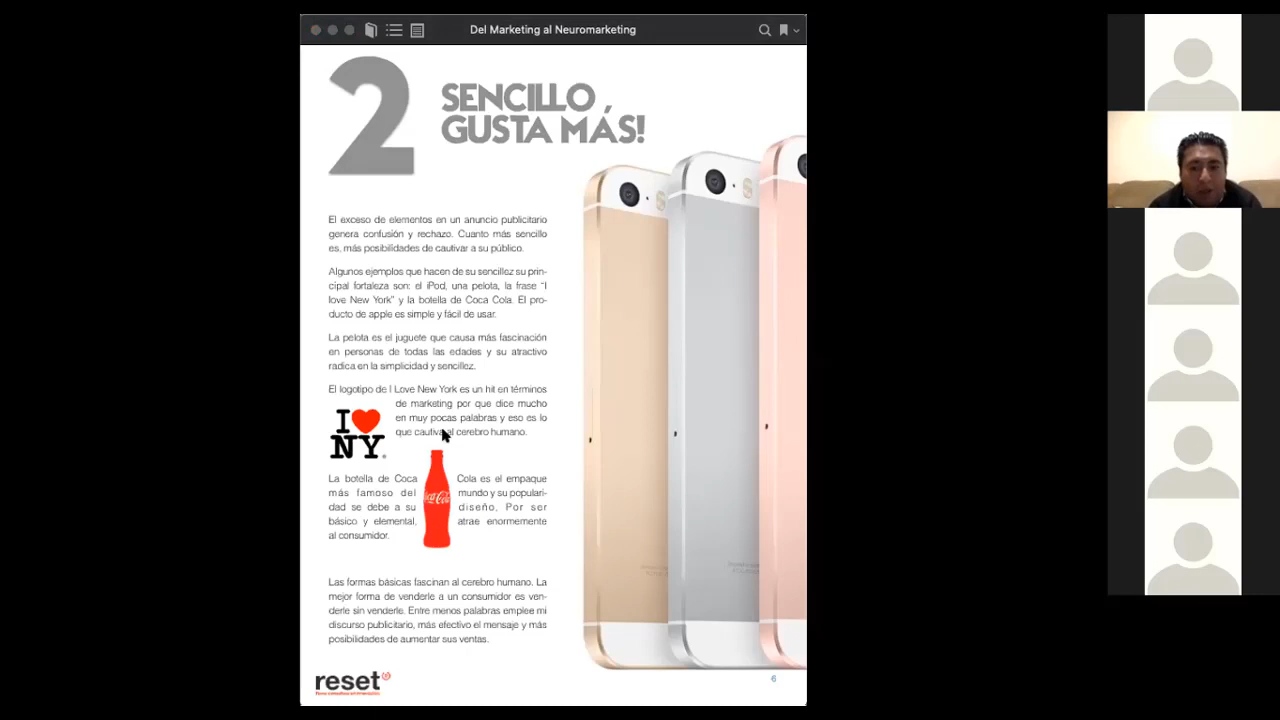 Del Marketing al Neuromarketing
2
SENCILLO,
GUSTA MÁS!
El exceso de elementos en un anuncio publicitario
genera confusión y rechazo. Cuanto más sencillo
es, más posibilidades de cautivar a su público.
Algunos ejemplos que hacen de su sencillez su prin-
cipal fortaleza son: el iPod, una pelota, la frase “I
love New York” y la botella de Coca Cola. El pro-
ducto de apple es simple y fácil de usar.
La pelota es el juguete que causa más fascinación
en personas de todas las edades y su atractivo
radica en la simplicidad y sencillez.
El logotipo de I Love New York es un hit en términos
de marketing por que dice mucho
en muy pocas palabras y eso es lo
que cautiva al cerebro humano.
I
NY
La botella de Coca Cola es el empaque
más famoso del mundo y su populari-
dad se debe a su diseño, Por ser
básico y elemental, atrae enormemente
al consumidor.
Coca-Cola
Las formas básicas fascinan al cerebro humano. La
mejor forma de venderle a un consumidor es ven-
derle sin venderle. Entre menos palabras emplee mi
discurso publicitario, más efectivo el mensaje y más
posibilidades de aumentar sus ventas.
reset
6